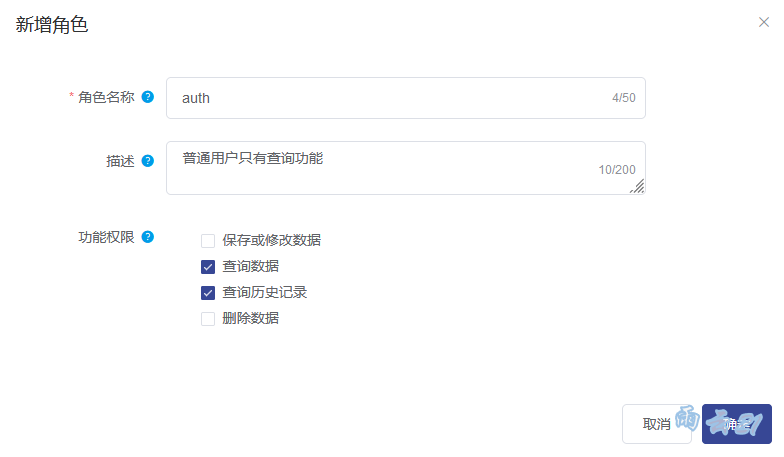 新增角色
* 角色名称 ? auth 4/50
描述 ? 普通用户只有查询功能 10/200
功能权限 ?
保存或修改数据
查询数据
查询历史记录
删除数据
取消